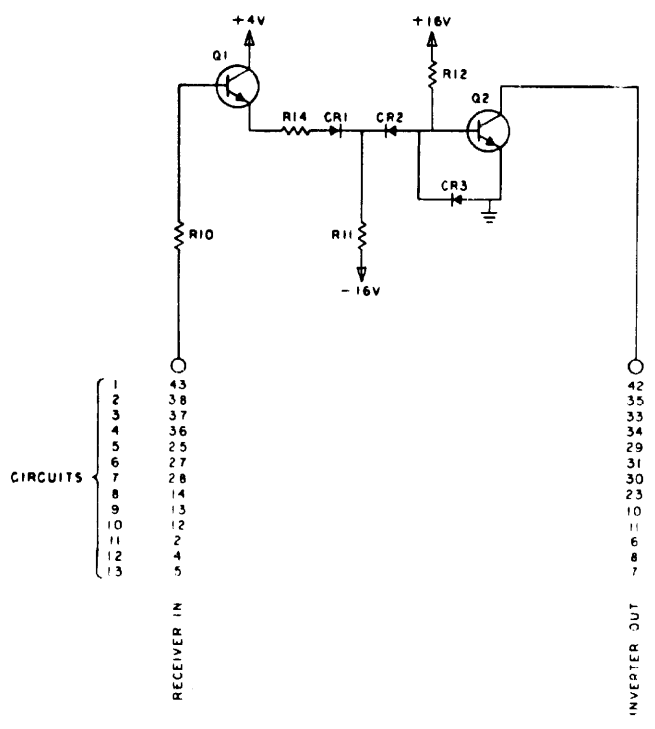 +4V
+16V
Q1
R12
Q2
R14 CR1 CR2
CR3
R10
R11
-16V
CIRCUITS
1 43 42
2 38 35
3 37 33
4 36 34
5 25 29
6 27 31
7 28 30
8 14 23
9 13 10
10 12 11
11 2 6
12 4 8
13 5 7
RECEIVER IN
INVERTER OUT